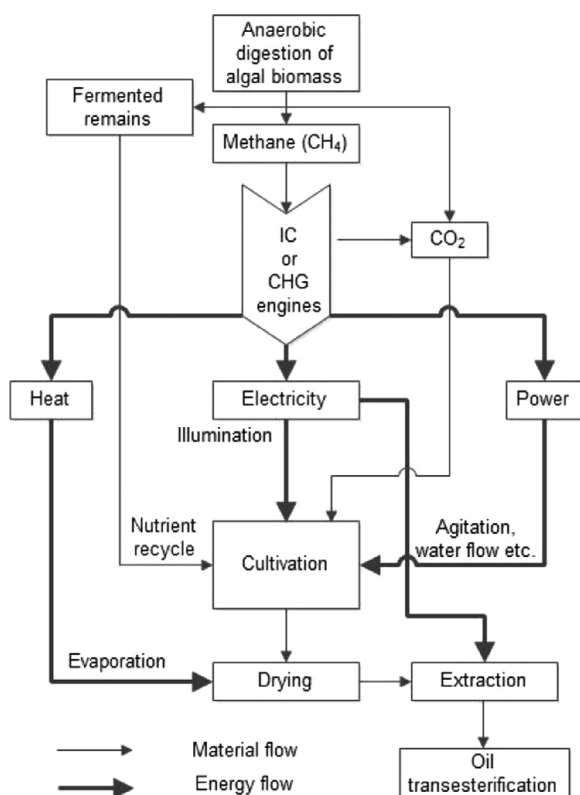 Anaerobic
digestion of
algal biomass
Fermented
remains
Methane (CH₄)
IC
or
CHG
engines
CO₂
Heat
Electricity
Power
Illumination
Nutrient
recycle
Cultivation
Agitation,
water flow etc.
Evaporation
Drying
Extraction
Material flow
Energy flow
Oil
transesterification